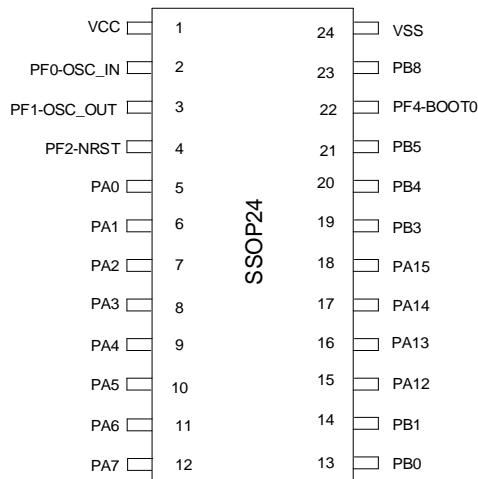 VCC 1 24 VSS
PF0-OSC_IN 2 23 PB8
PF1-OSC_OUT 3 22 PF4-BOOT0
PF2-NRST 4 21 PB5
PA0 5 20 PB4
PA1 6 19 PB3
PA2 7 18 PA15
PA3 8 17 PA14
PA4 9 16 PA13
PA5 10 15 PA12
PA6 11 14 PB1
PA7 12 13 PB0
SSOP24